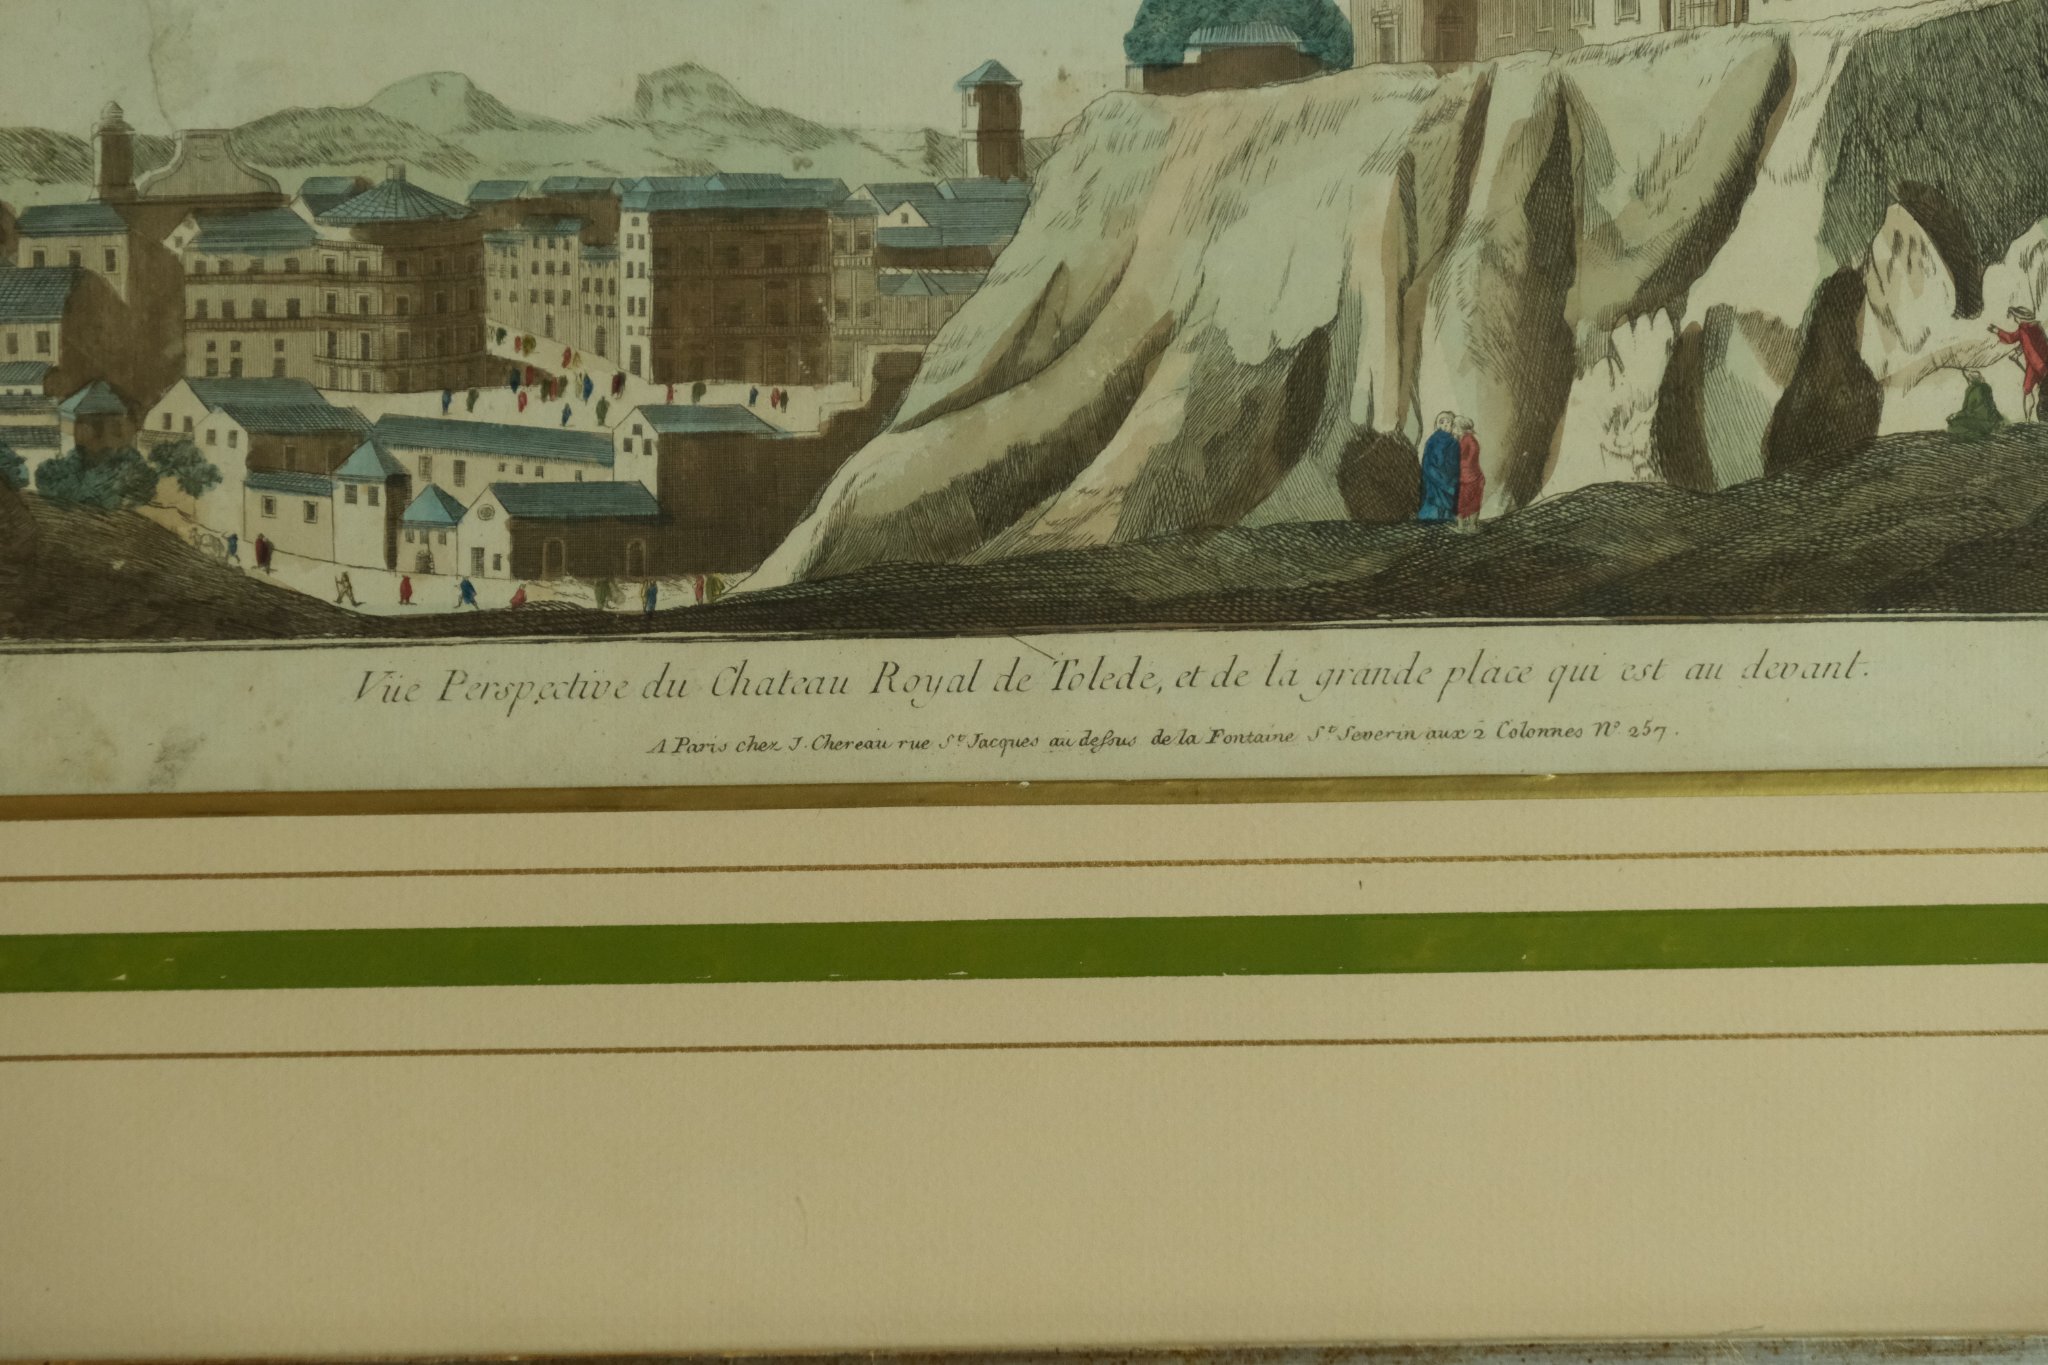 Vüe Perspective du Chateau Royal de Tolede, et de la grande place qui est au devant.
A Paris chez J. Chereau rue St. Jacques au dessus de la Fontaine St. Severin aux 2 Colonnes No. 257.